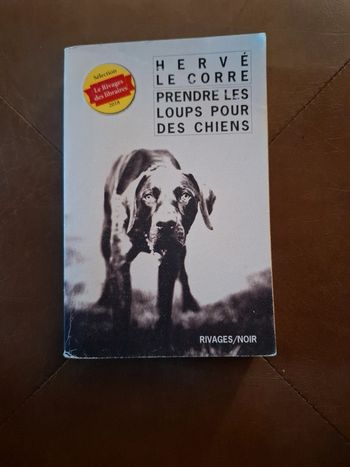 HERVÉ
LE CORRE
PRENDRE LES
LOUPS POUR
DES CHIENS
Sélection
Le Rivages
des libraires
2018
RIVAGES/NOIR